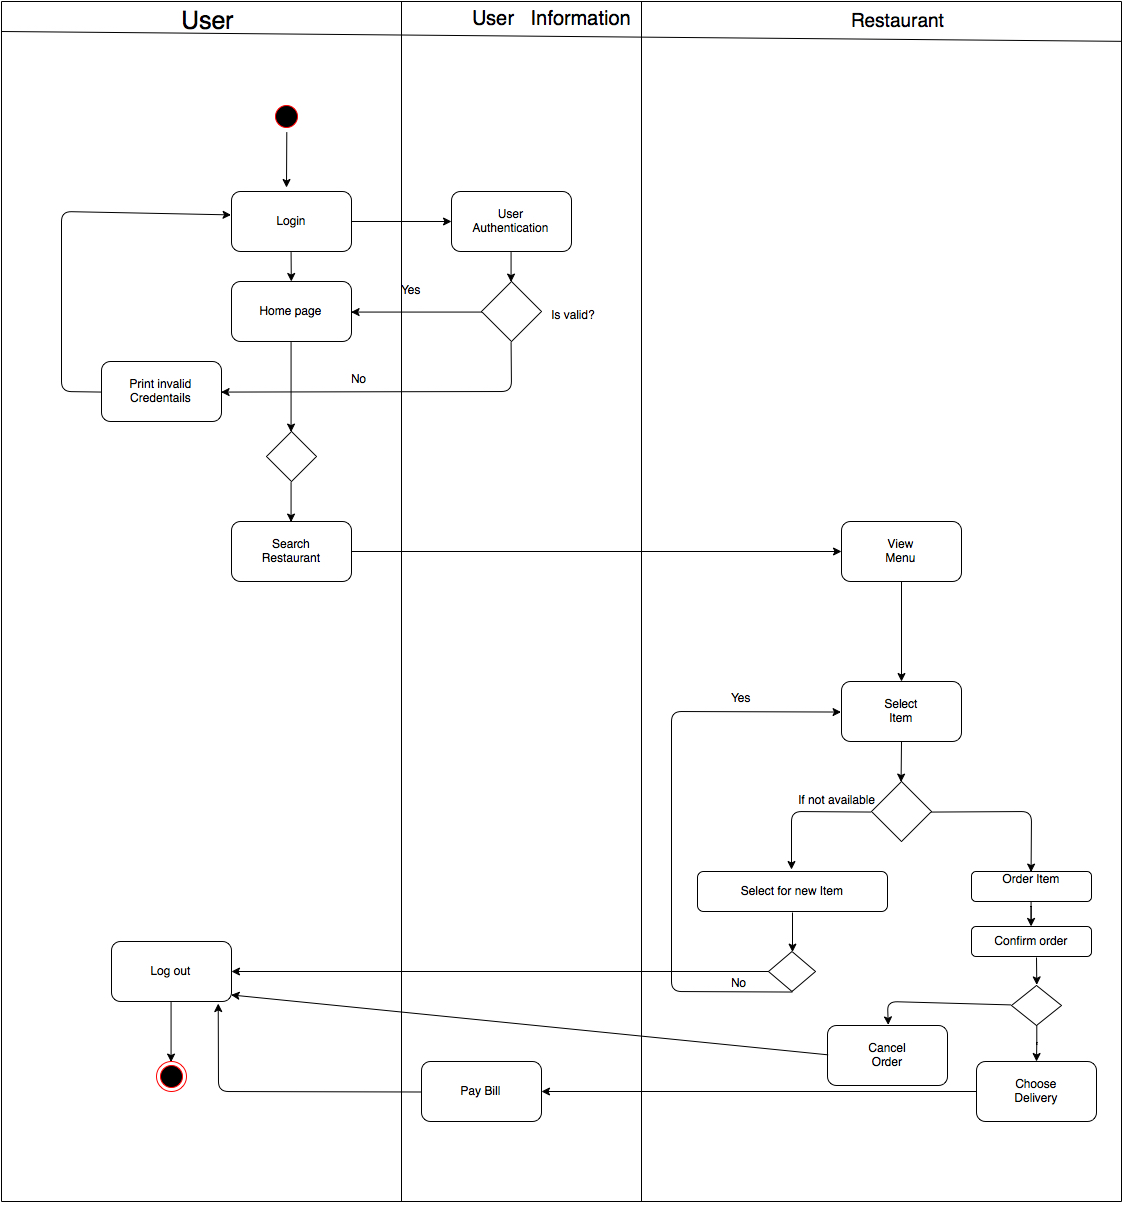 User
User Information
Restaurant
Login
User
Authentication
Yes
Home page
Is valid?
No
Print invalid
Credentails
Search
Restaurant
View
Menu
Yes
Select
Item
If not available
Select for new Item
Order Item
Confirm order
Log out
No
Cancel
Order
Pay Bill
Choose
Delivery